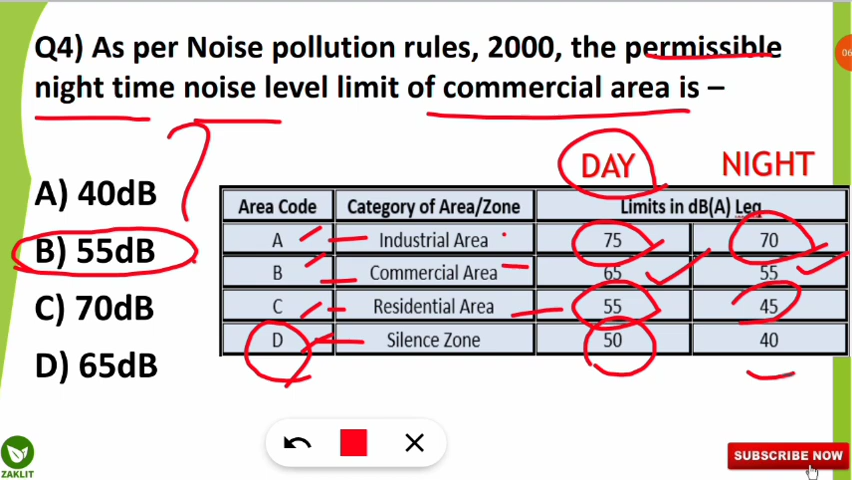 Q4) As per Noise pollution rules, 2000, the permissible
night time noise level limit of commercial area is –
06
A) 40dB
B) 55dB
C) 70dB
D) 65dB
DAY NIGHT
Area Code Category of Area/Zone Limits in dB(A) Leq
A Industrial Area 75 70
B Commercial Area 65 55
C Residential Area 55 45
D Silence Zone 50 40
ZAKLIT
SUBSCRIBE NOW